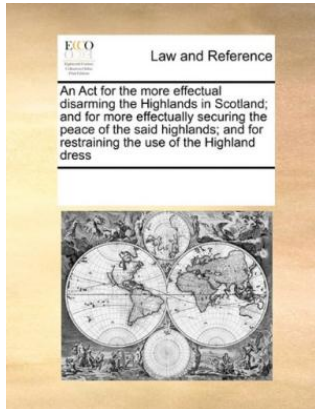 ECCO
Law and Reference
An Act for the more effectual
disarming the Highlands in Scotland;
and for more effectually securing the
peace of the said highlands; and for
restraining the use of the Highland
dress